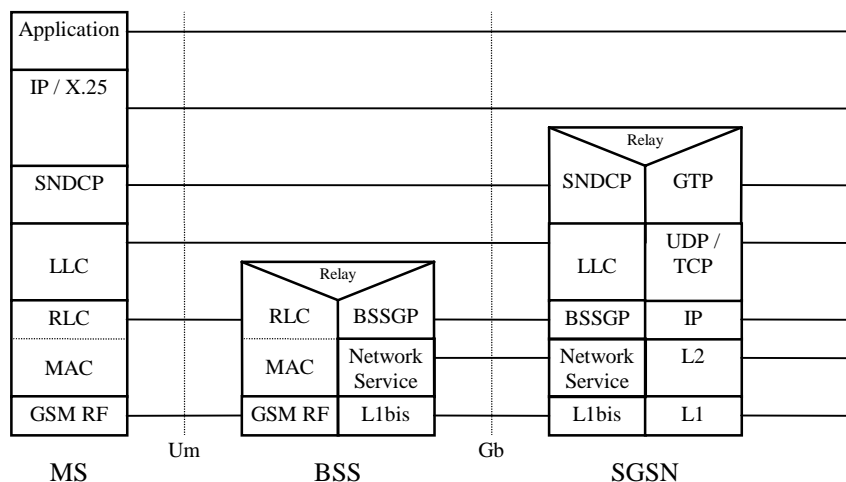 Application
IP / X.25
Relay
SNDCP
SNDCP
GTP
LLC
LLC
UDP /
TCP
Relay
RLC
RLC
BSSGP
BSSGP
IP
MAC
MAC
Network
Service
Network
Service
L2
GSM RF
GSM RF
L1bis
L1bis
L1
Um
Gb
MS
BSS
SGSN